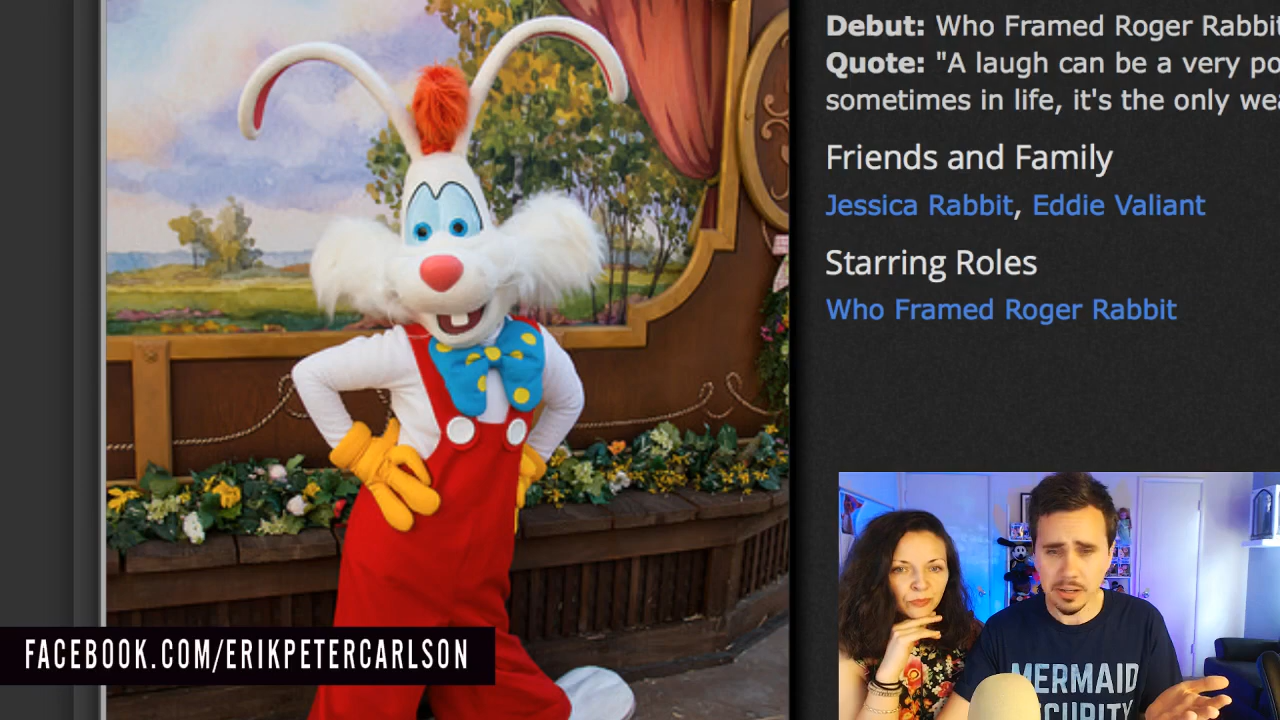 Debut: Who Framed Roger Rabbit
Quote: "A laugh can be a very po
sometimes in life, it's the only wea
Friends and Family
Jessica Rabbit, Eddie Valiant
Starring Roles
Who Framed Roger Rabbit
FACEBOOK.COM/ERIKPETERCARLSON
MERMAID
SECURITY